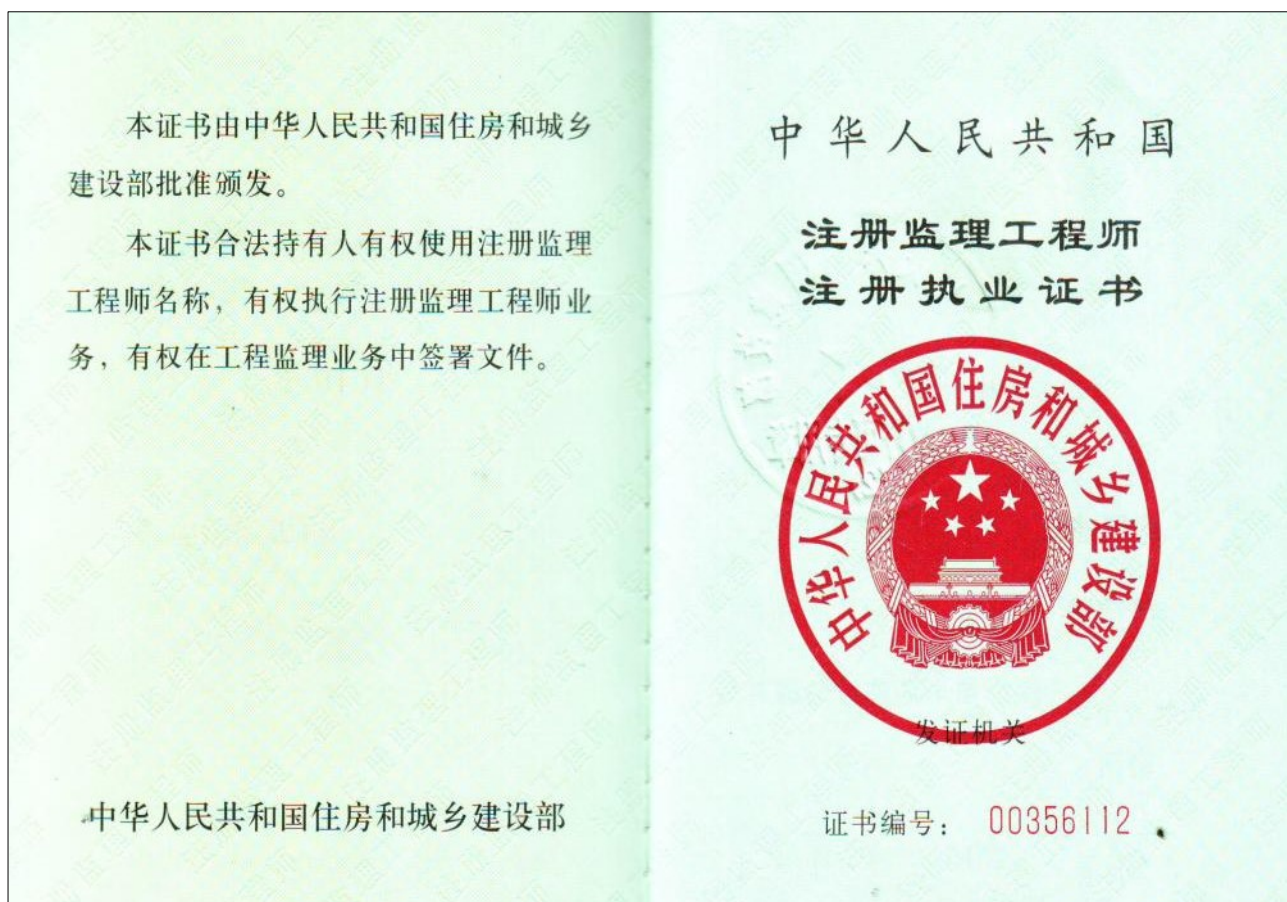 本证书由中华人民共和国住房和城乡
建设部批准颁发。
本证书合法持有人有权使用注册监理
工程师名称，有权执行注册监理工程师业
务，有权在工程监理业务中签署文件。
中华人民共和国住房和城乡建设部
中华人民共和国
注册监理工程师
注册执业证书
中华人民共和国住房和城乡建设部
发证机关
证书编号： 00356112